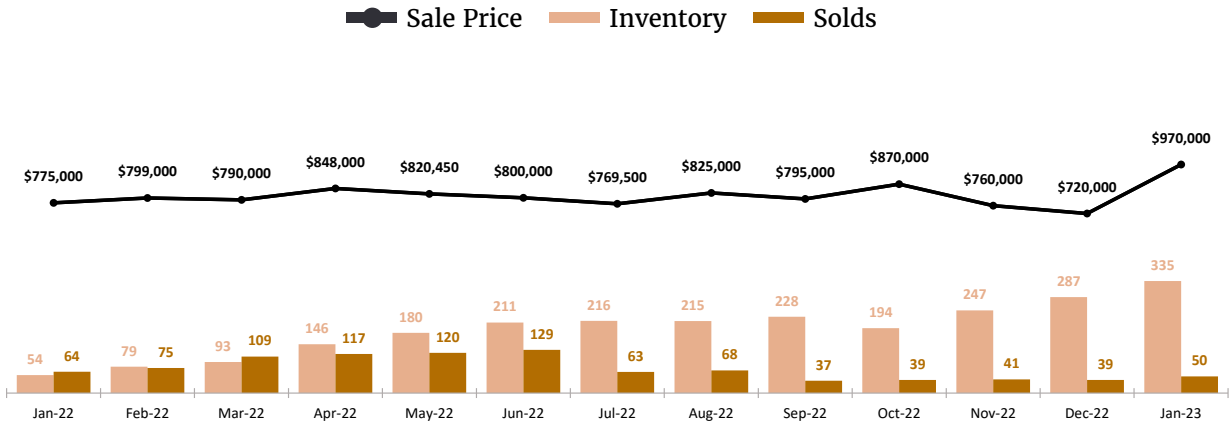 Sale Price Inventory Solds
$775,000 $799,000 $790,000 $848,000 $820,450 $800,000 $769,500 $825,000 $795,000 $870,000 $760,000 $720,000 $970,000
54 79 93 146 180 211 216 215 228 194 247 287 335
64 75 109 117 120 129 63 68 37 39 41 39 50
Jan-22 Feb-22 Mar-22 Apr-22 May-22 Jun-22 Jul-22 Aug-22 Sep-22 Oct-22 Nov-22 Dec-22 Jan-23